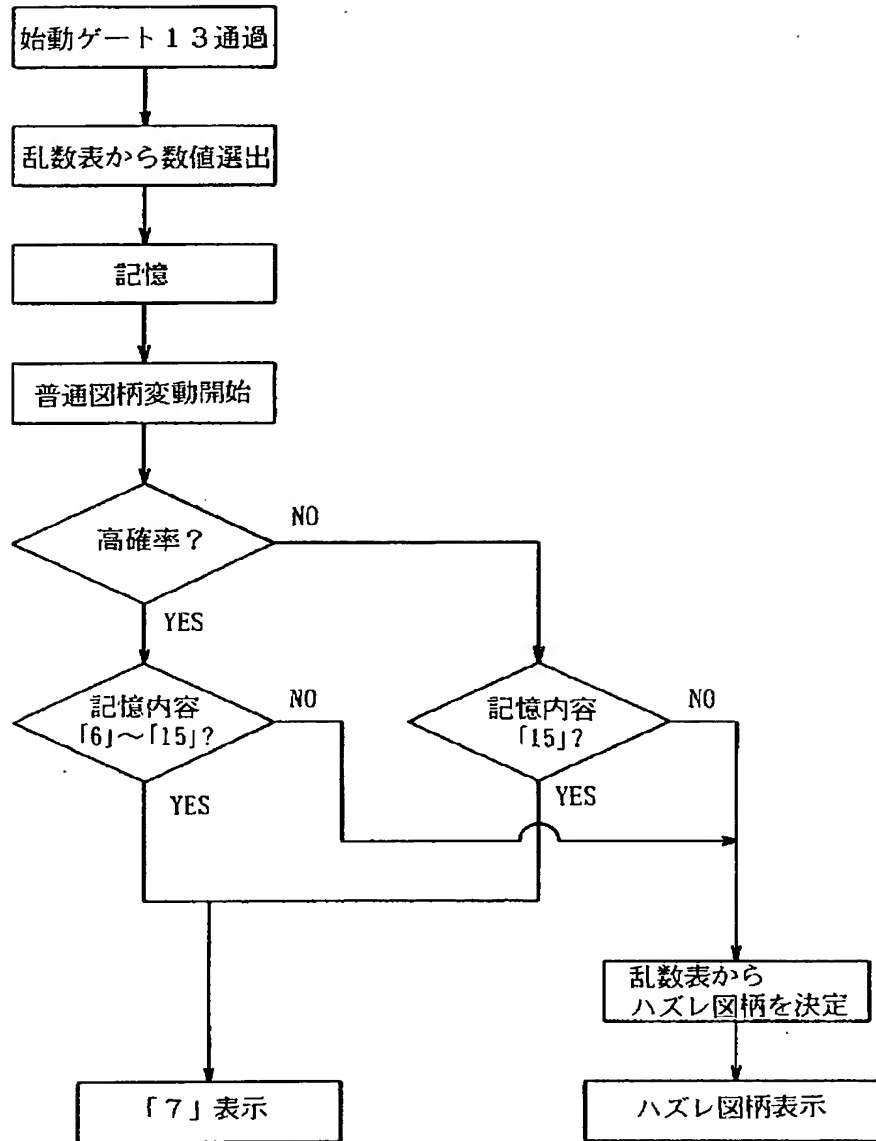 始動ゲート１３通過
乱数表から数値選出
記憶
普通図柄変動開始
高確率？
NO
YES
記憶内容
「6」～「15」?
NO
YES
記憶内容
「15」?
NO
YES
乱数表から
ハズレ図柄を決定
「７」表示
ハズレ図柄表示